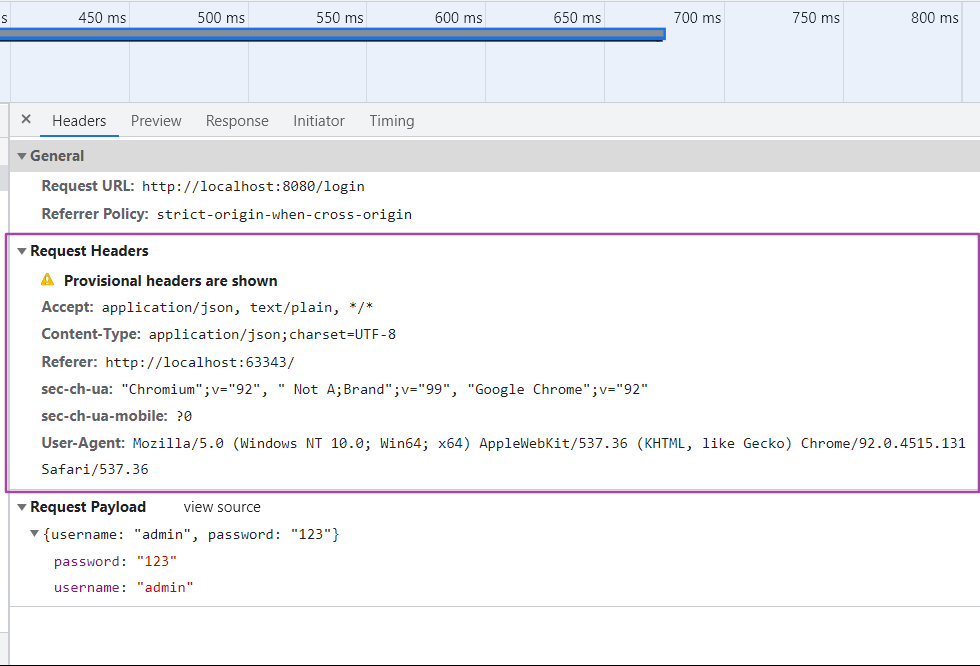 s 450 ms 500 ms 550 ms 600 ms 650 ms 700 ms 750 ms 800 ms
× Headers Preview Response Initiator Timing
General
Request URL: http://localhost:8080/login
Referrer Policy: strict-origin-when-cross-origin
Request Headers
Provisional headers are shown
Accept: application/json, text/plain, */*
Content-Type: application/json;charset=UTF-8
Referer: http://localhost:63343/
sec-ch-ua: "Chromium";v="92", " Not A;Brand";v="99", "Google Chrome";v="92"
sec-ch-ua-mobile: ?0
User-Agent: Mozilla/5.0 (Windows NT 10.0; Win64; x64) AppleWebKit/537.36 (KHTML, like Gecko) Chrome/92.0.4515.131
Safari/537.36
Request Payload view source
{username: "admin", password: "123"}
password: "123"
username: "admin"